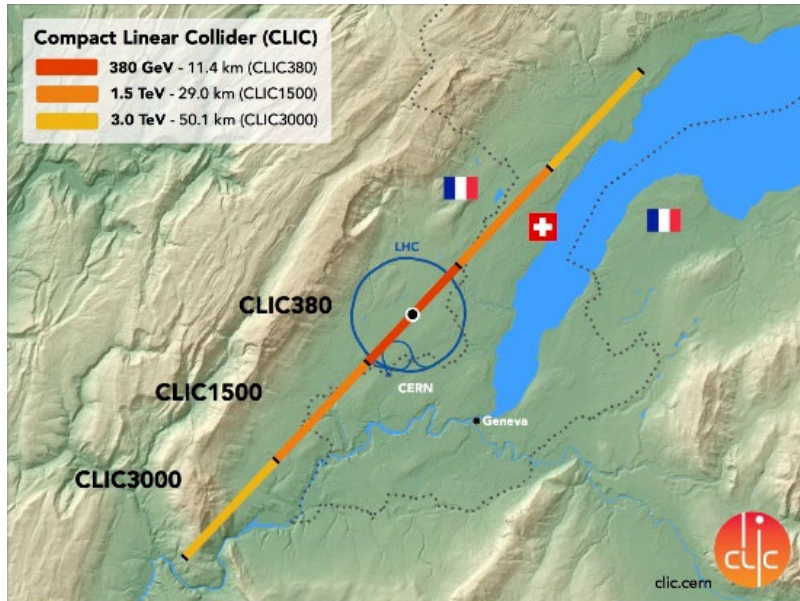 Compact Linear Collider (CLIC)
380 GeV - 11.4 km (CLIC380)
1.5 TeV - 29.0 km (CLIC1500)
3.0 TeV - 50.1 km (CLIC3000)
LHC
CLIC380
CLIC1500
CERN
Geneva
CLIC3000
clic
clic.cern